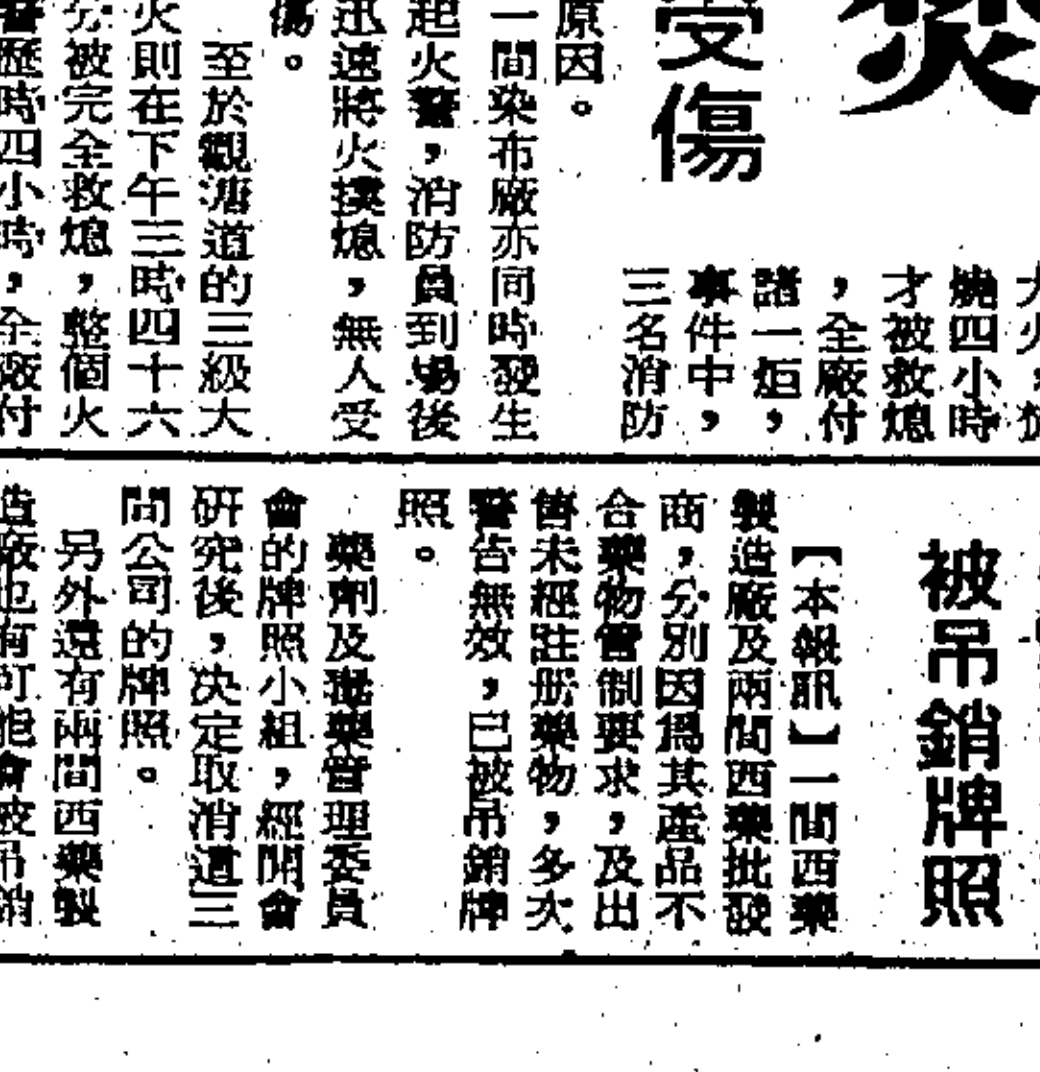 焚
受傷
大火，焚
燒四小時
才被救熄
，全廠付
諸一炬，
事件中，
三名消防
原因。
一間染布廠亦同時發生
起火警，消防員到場後
迅速將火撲熄，無人受
傷。
至於觀塘道的三級大
火則在下午三時四十六
分被完全救熄，整個火
警歷時四小時，全廠付
被吊銷牌照
【本報訊】一間西藥
製造廠及兩間西藥批發
商，分別因爲其產品不
合藥物管制要求，及出
售未經註册藥物，多次
警告無效，已被吊銷牌
照。
藥劑及毒藥管理委員
會的牌照小組，經開會
研究後，決定取消這三
間公司的牌照。
另外還有兩間西藥製
造廠也有可能會被吊銷